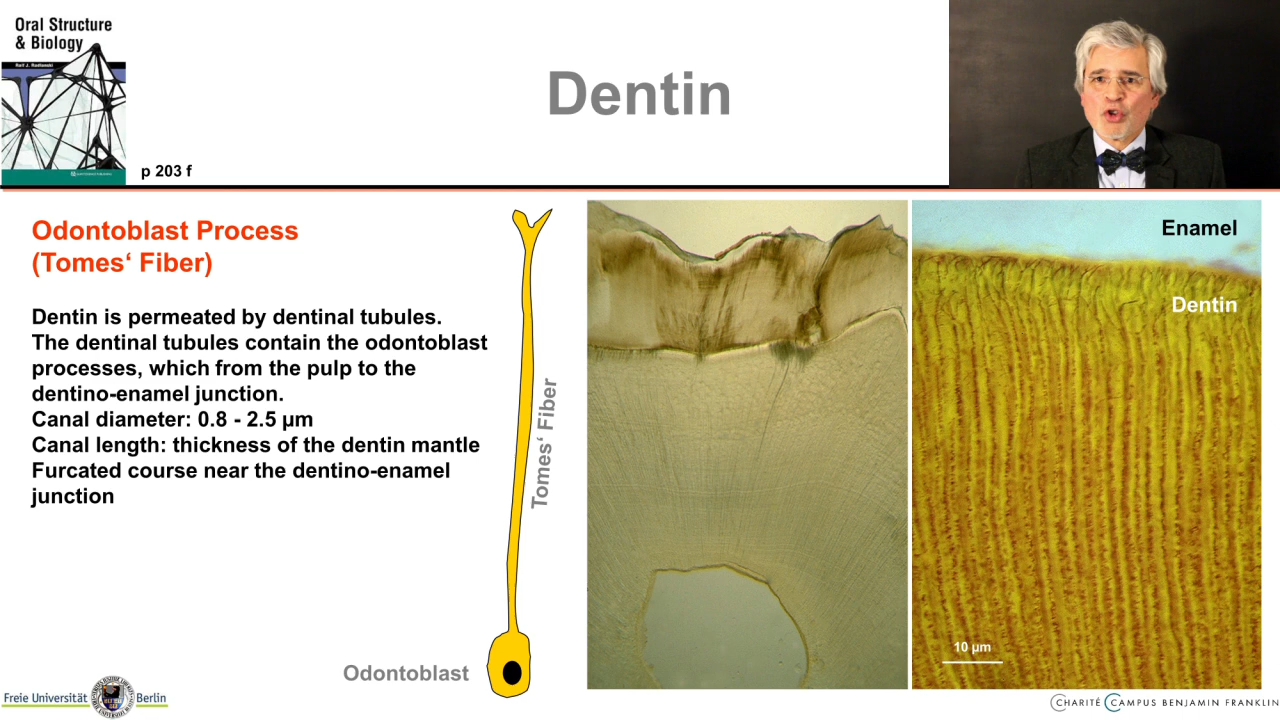 Oral Structure
& Biology
Ralf J. Radlanski
p 203 f
Dentin
Odontoblast Process
(Tomes‘ Fiber)
Dentin is permeated by dentinal tubules.
The dentinal tubules contain the odontoblast
processes, which from the pulp to the
dentino-enamel junction.
Canal diameter: 0.8 - 2.5 µm
Canal length: thickness of the dentin mantle
Furcated course near the dentino-enamel
junction
Tomes‘ Fiber
Odontoblast
Enamel
Dentin
10 µm
Freie Universität Berlin
CHARITÉ CAMPUS BENJAMIN FRANKLIN